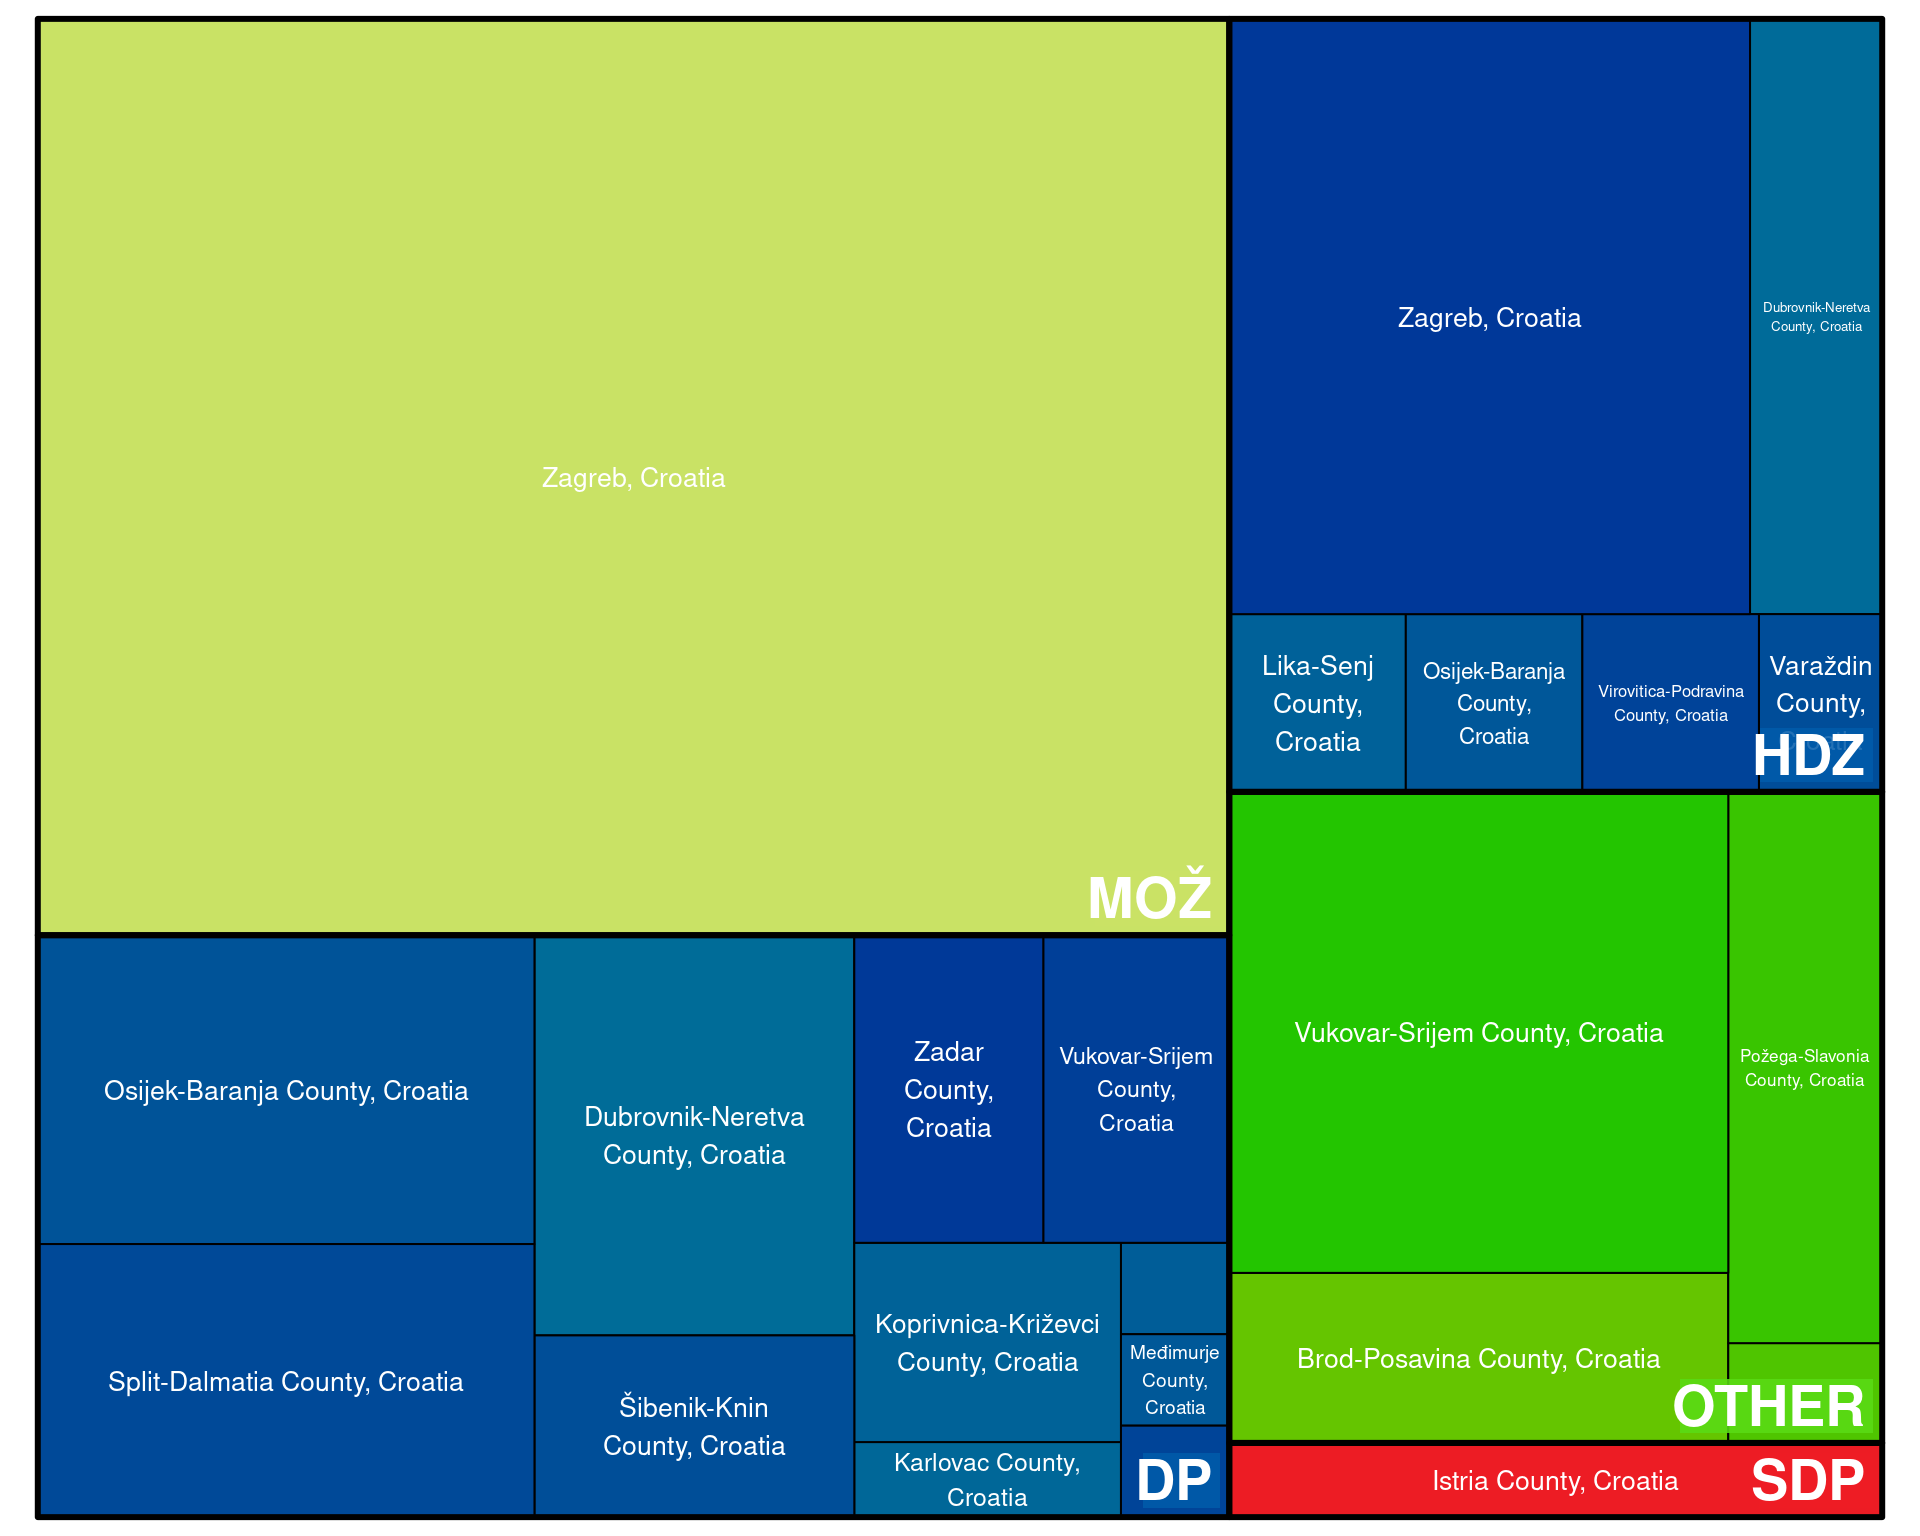 Zagreb, Croatia
MOŽ
Zagreb, Croatia
Dubrovnik-Neretva
County, Croatia
Lika-Senj
County,
Croatia
Osijek-Baranja
County,
Croatia
Virovitica-Podravina
County, Croatia
Varaždin
County,
HDZ
Osijek-Baranja County, Croatia
Split-Dalmatia County, Croatia
Dubrovnik-Neretva
County, Croatia
Šibenik-Knin
County, Croatia
Zadar
County,
Croatia
Vukovar-Srijem
County,
Croatia
Koprivnica-Križevci
County, Croatia
Karlovac County,
Croatia
Međimurje
County,
Croatia
DP
Vukovar-Srijem County, Croatia
Požega-Slavonia
County, Croatia
Brod-Posavina County, Croatia
OTHER
Istria County, Croatia
SDP